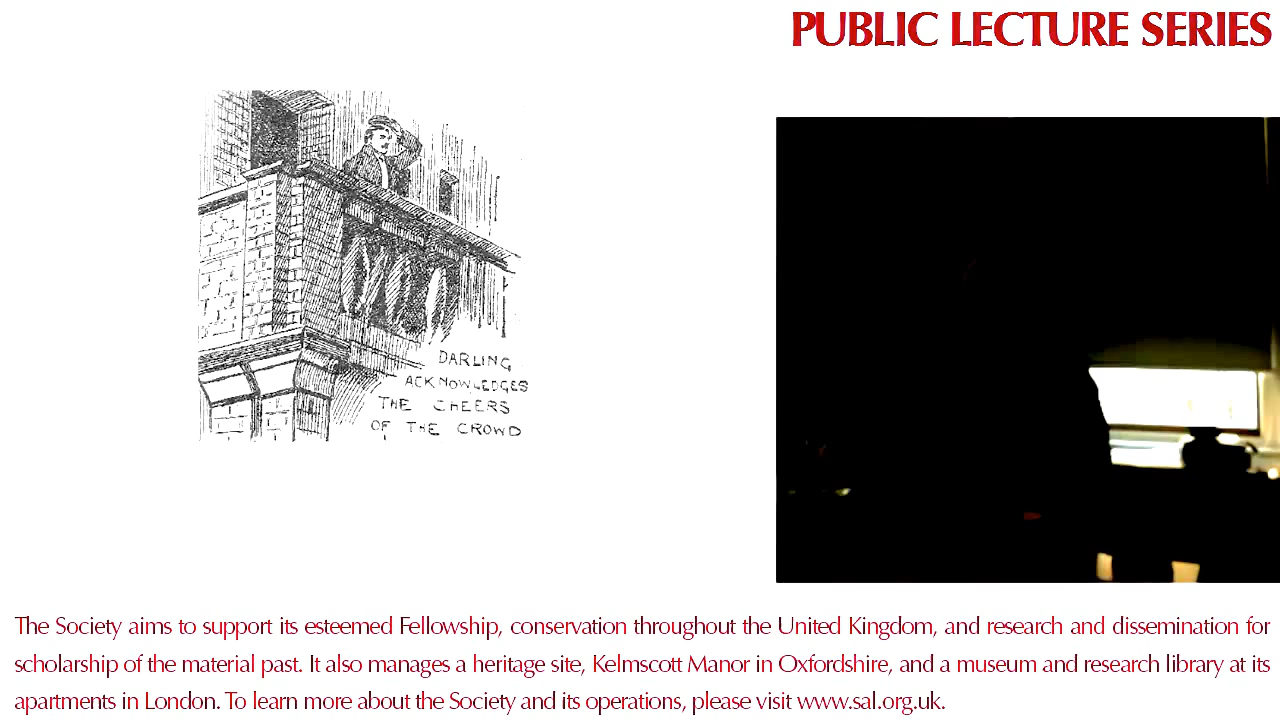 PUBLIC LECTURE SERIES
DARLING
ACKNOWLEDGES
THE CHEERS
OF THE CROWD
The Society aims to support its esteemed Fellowship, conservation throughout the United Kingdom, and research and dissemination for
scholarship of the material past. It also manages a heritage site, Kelmscott Manor in Oxfordshire, and a museum and research library at its
apartments in London. To learn more about the Society and its operations, please visit www.sal.org.uk.